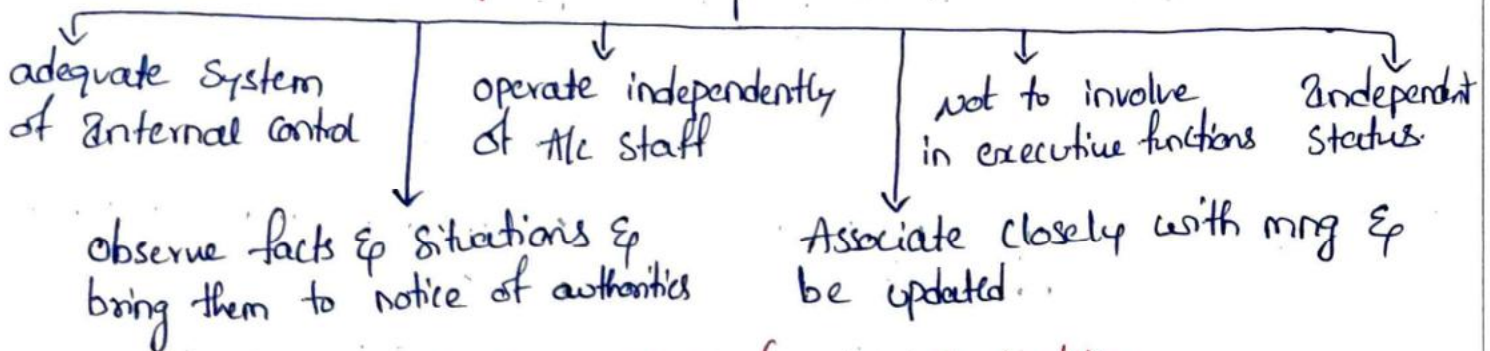 adequate System
of Internal Control
operate independently
of A/c Staff
Not to involve
in executive functions
Independent
Status.
observe facts & Situations &
bring them to notice of authorities
Associate closely with mng &
be updated..